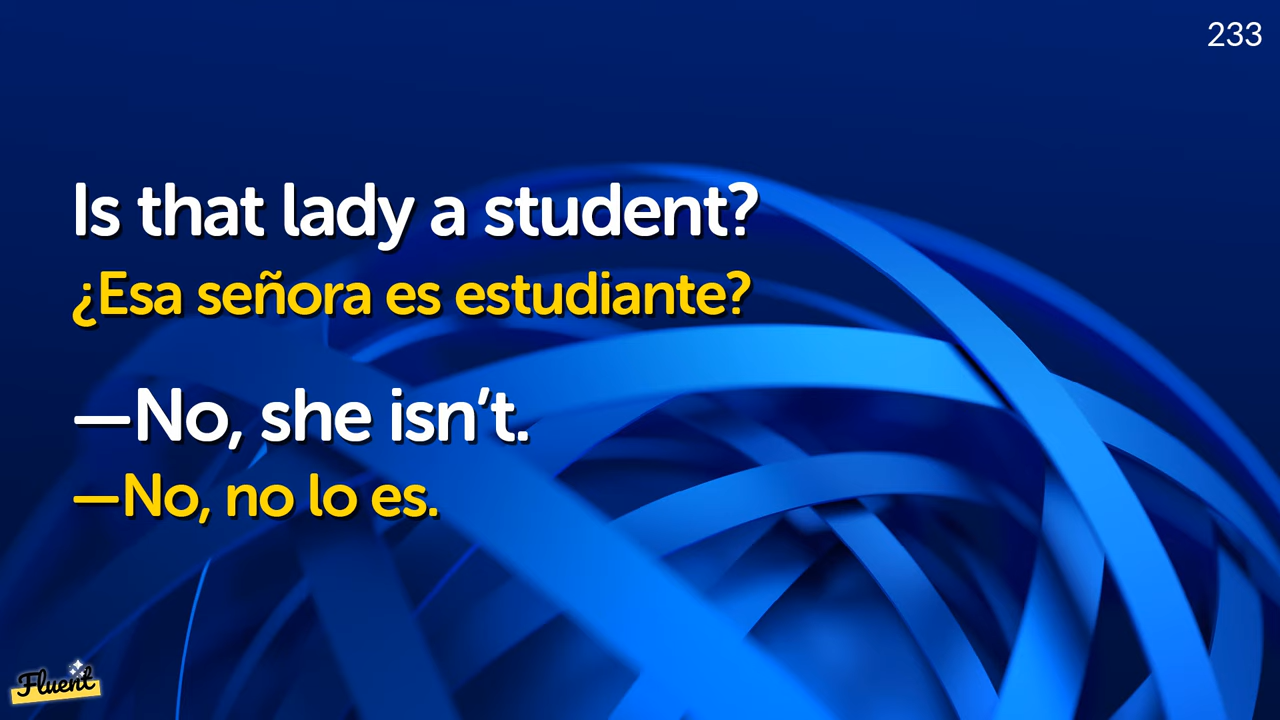 233
Is that lady a student?
¿Esa señora es estudiante?
—No, she isn’t.
—No, no lo es.
Fluent